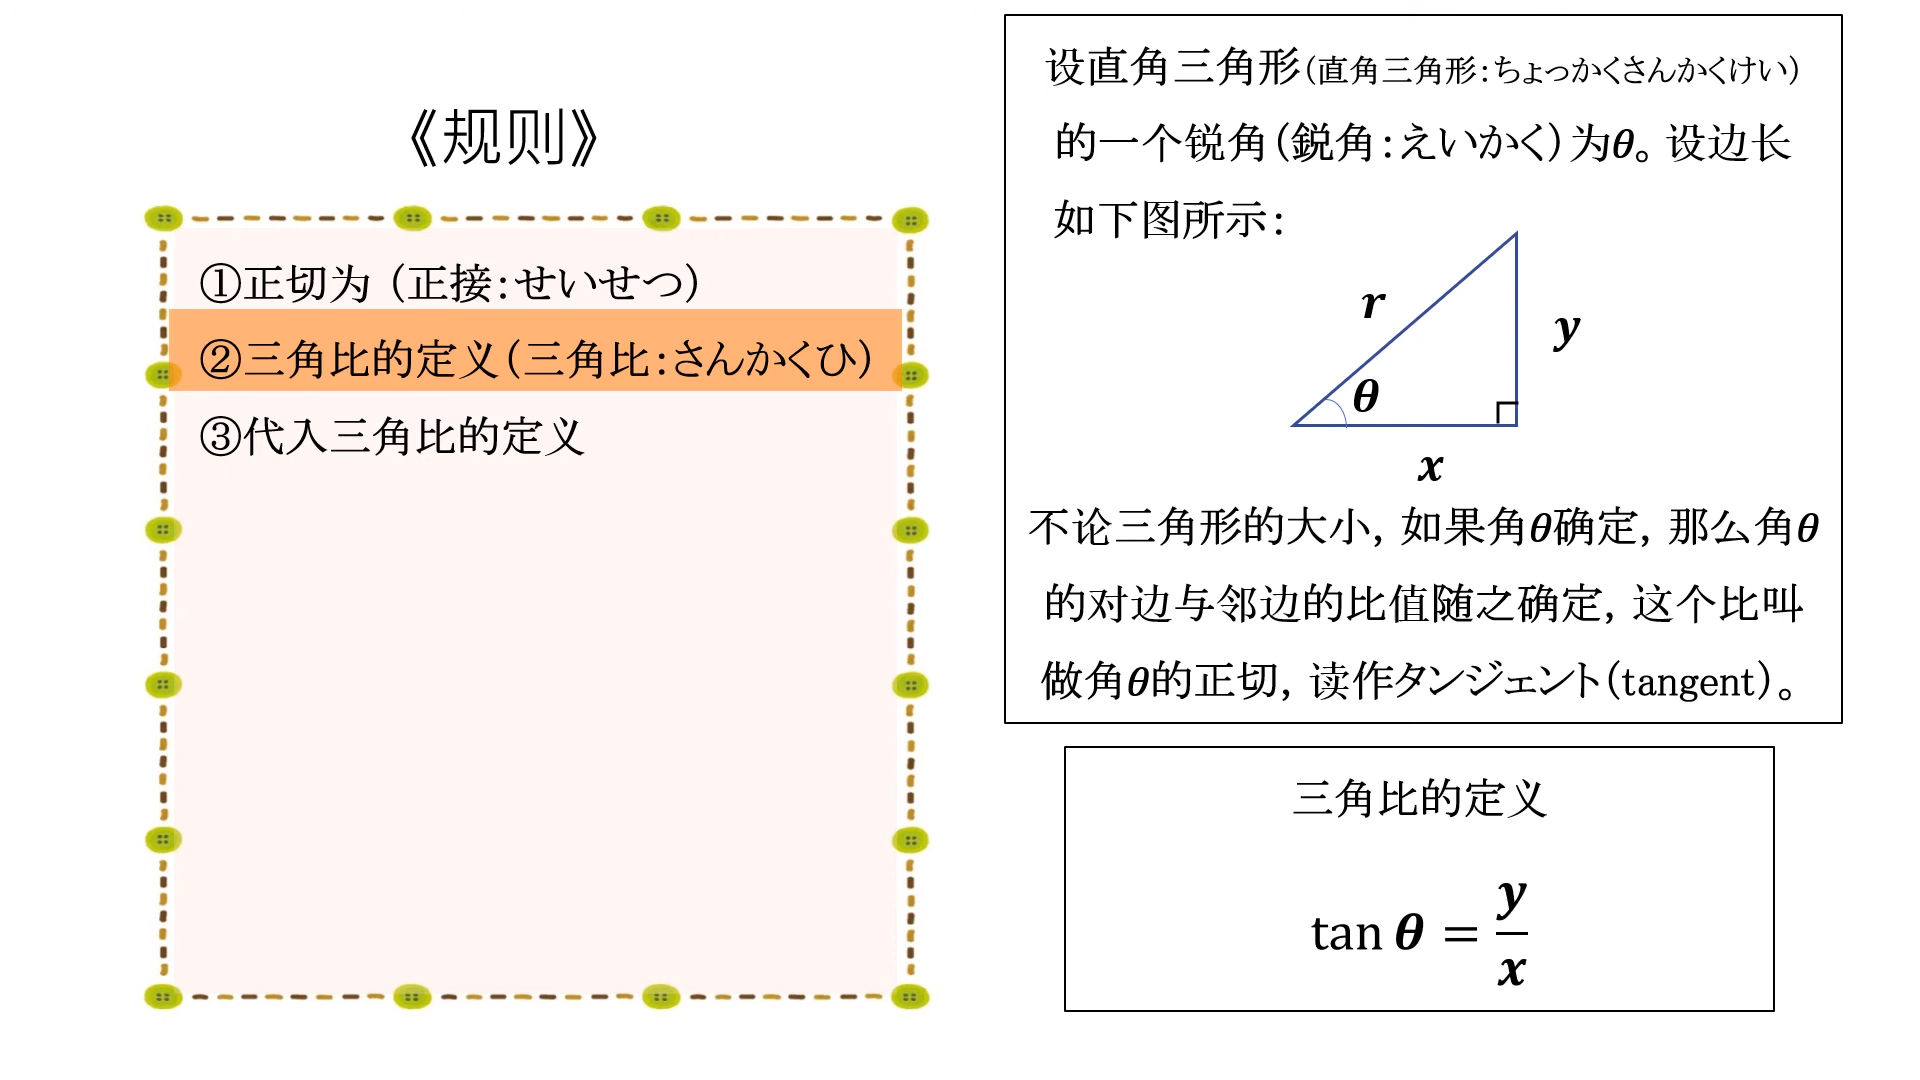 《规则》
①正切为（正接：せいせつ）
②三角比的定义（三角比：さんかくひ）
③代入三角比的定义
设直角三角形（直角三角形：ちょっかくさんかくけい）
的一个锐角（鋭角：えいかく）为θ。设边长
如下图所示：
r
y
θ
x
不论三角形的大小，如果角θ确定，那么角θ
的对边与邻边的比值随之确定，这个比叫
做角θ的正切，读作タンジェント（tangent）。
三角比的定义
tan θ = y/x